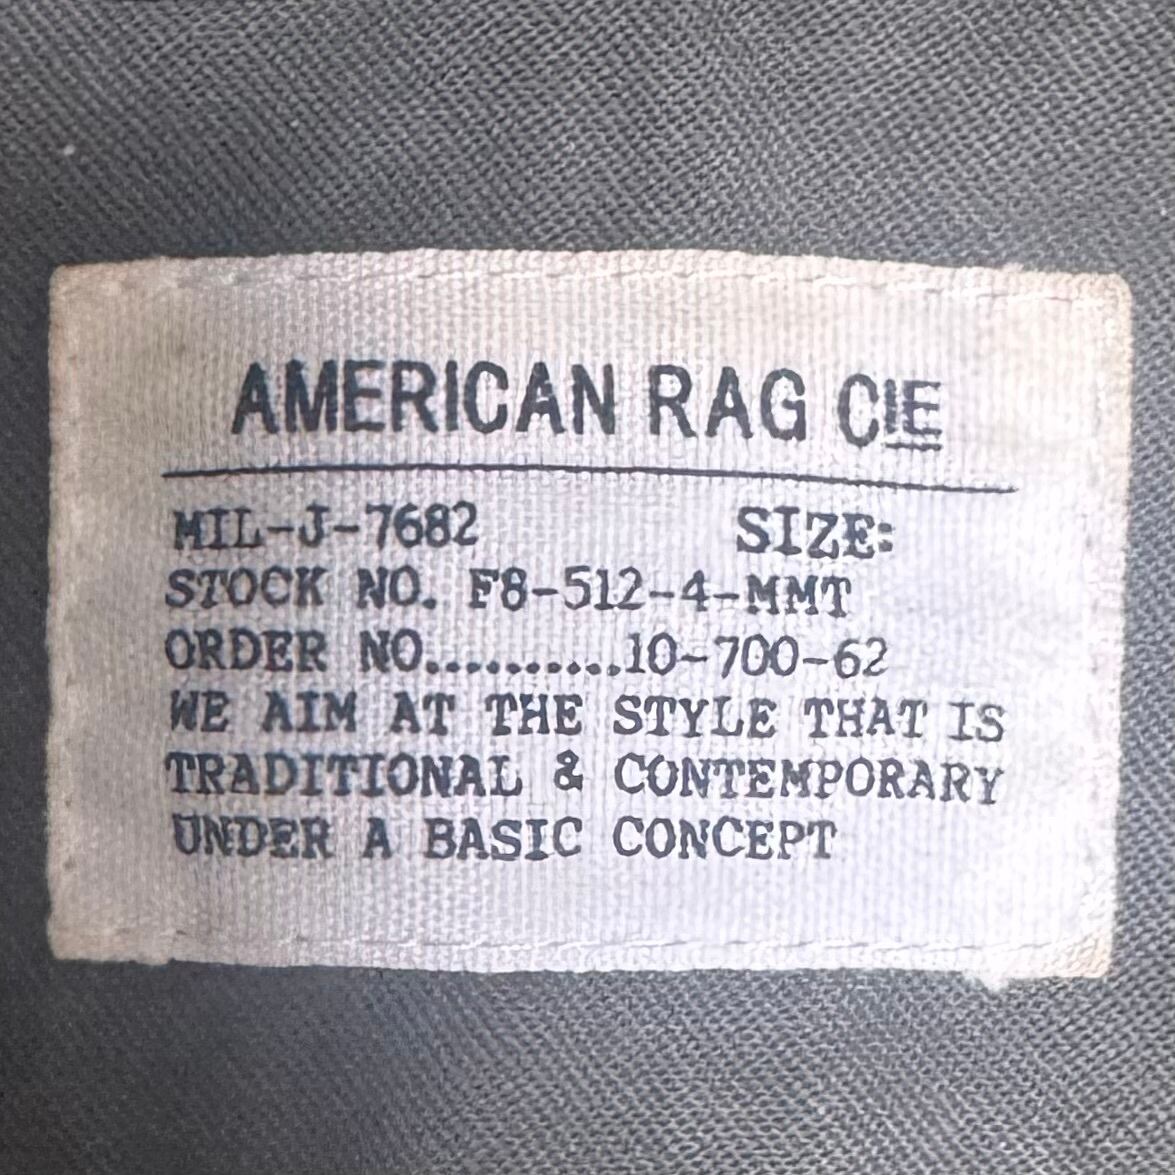 AMERICAN RAG CIE
MIL-J-7682 SIZE:
STOCK NO. F8-512-4-MMT
ORDER NO..........10-700-62
WE AIM AT THE STYLE THAT IS
TRADITIONAL & CONTEMPORARY
UNDER A BASIC CONCEPT